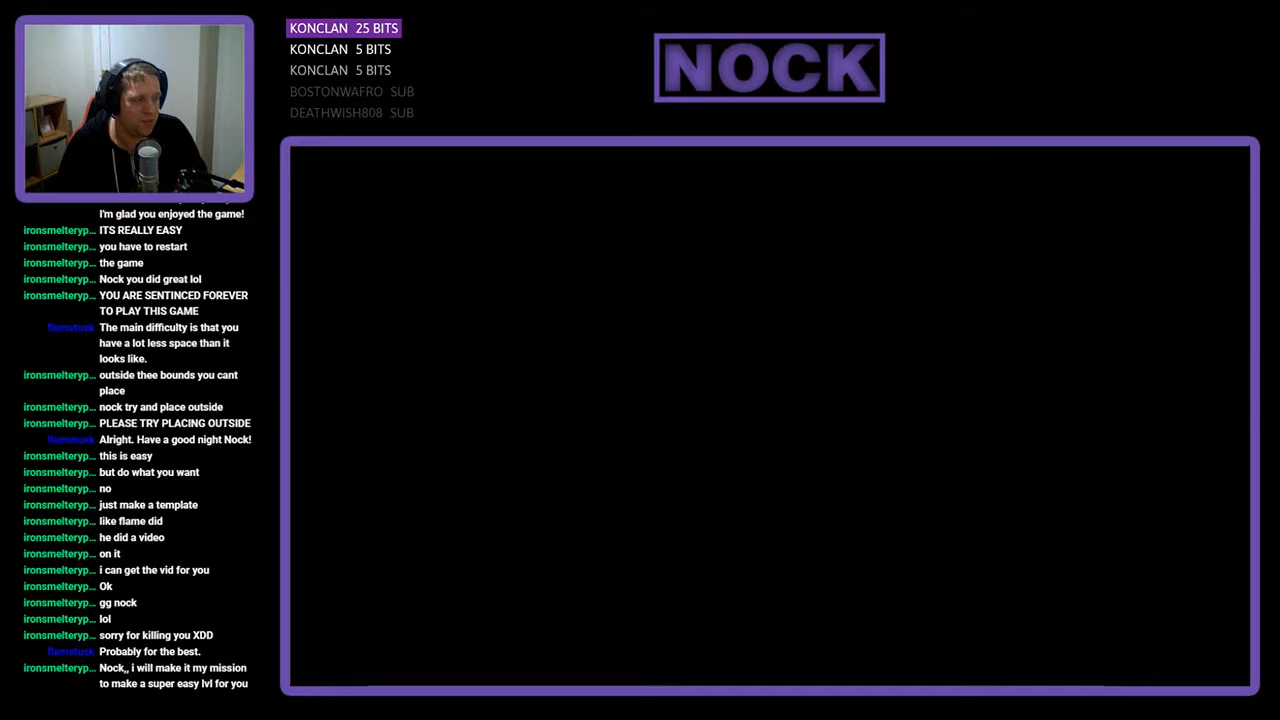 KONCLAN 25 BITS
KONCLAN 5 BITS
KONCLAN 5 BITS
BOSTONWAFRO SUB
DEATHWISH808 SUB
NOCK
I'm glad you enjoyed the game!
ironsmelteryp... ITS REALLY EASY
ironsmelteryp... you have to restart
ironsmelteryp... the game
ironsmelteryp... Nock you did great lol
ironsmelteryp... YOU ARE SENTINCED FOREVER
TO PLAY THIS GAME
flametusk The main difficulty is that you
have a lot less space than it
looks like.
ironsmelteryp... outside thee bounds you cant
place
ironsmelteryp... nock try and place outside
ironsmelteryp... PLEASE TRY PLACING OUTSIDE
flametusk Alright. Have a good night Nock!
ironsmelteryp... this is easy
ironsmelteryp... but do what you want
ironsmelteryp... no
ironsmelteryp... just make a template
ironsmelteryp... like flame did
ironsmelteryp... he did a video
ironsmelteryp... on it
ironsmelteryp... i can get the vid for you
ironsmelteryp... Ok
ironsmelteryp... gg nock
ironsmelteryp... lol
ironsmelteryp... sorry for killing you XDD
flametusk Probably for the best.
ironsmelteryp... Nock,, i will make it my mission
to make a super easy lvl for you